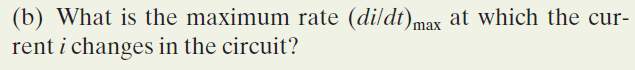 (b) What is the maximum rate (di/dt)max at which the cur-
rent i changes in the circuit?